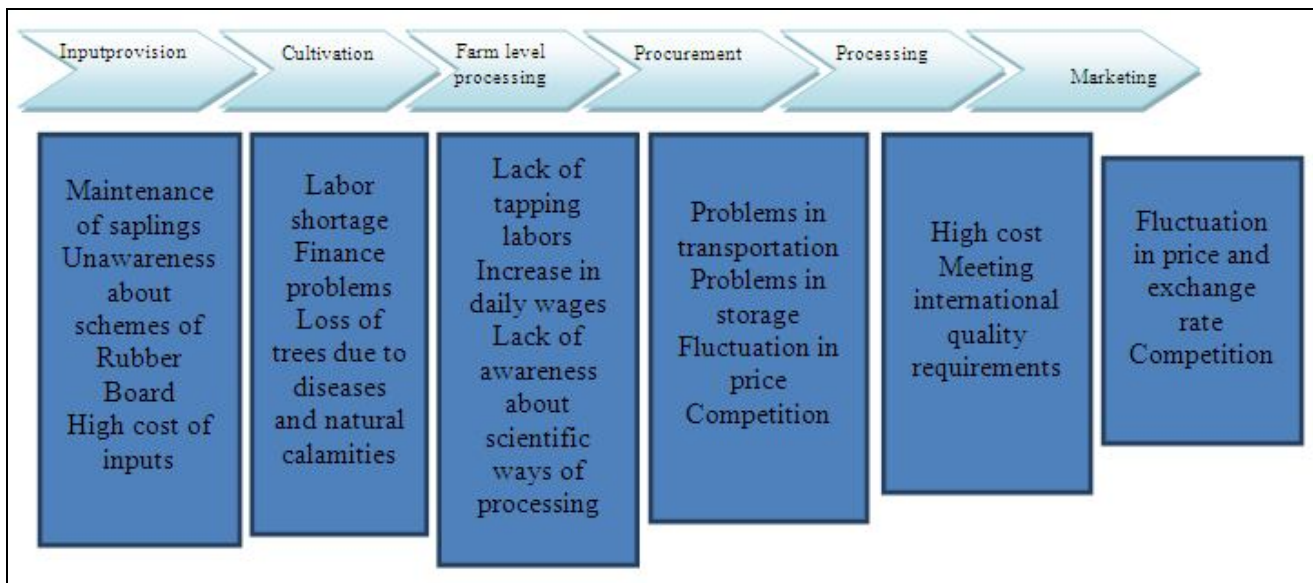 Inputprovision
Cultivation
Farm level
processing
Procurement
Processing
Marketing
Maintenance
of saplings
Unawareness
about
schemes of
Rubber
Board
High cost of
inputs
Labor
shortage
Finance
problems
Loss of
trees due to
diseases
and natural
calamities
Lack of
tapping
labors
Increase in
daily wages
Lack of
awareness
about
scientific
ways of
processing
Problems in
transportation
Problems in
storage
Fluctuation in
price
Competition
High cost
Meeting
international
quality
requirements
Fluctuation
in price and
exchange
rate
Competition